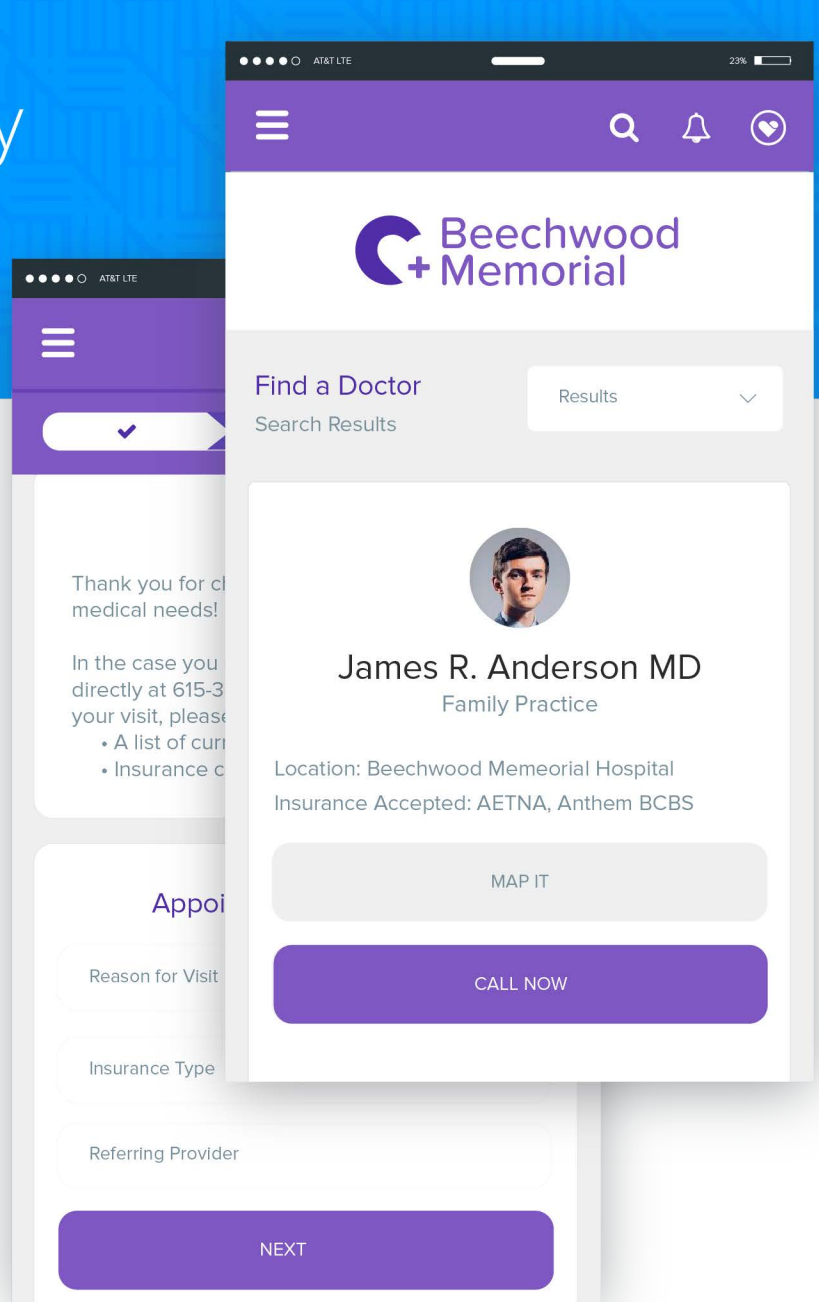 y
AT&T LTE
23%
Beechwood
Memorial
Find a Doctor
Search Results
Results
James R. Anderson MD
Family Practice
Location: Beechwood Memeorial Hospital
Insurance Accepted: AETNA, Anthem BCBS
MAP IT
CALL NOW
AT&T LTE
Thank you for
medical needs!
In the case you
directly at 615-3
your visit, please
• A list of
• Insurance
Reason for Visit
Insurance Type
Referring Provider
NEXT